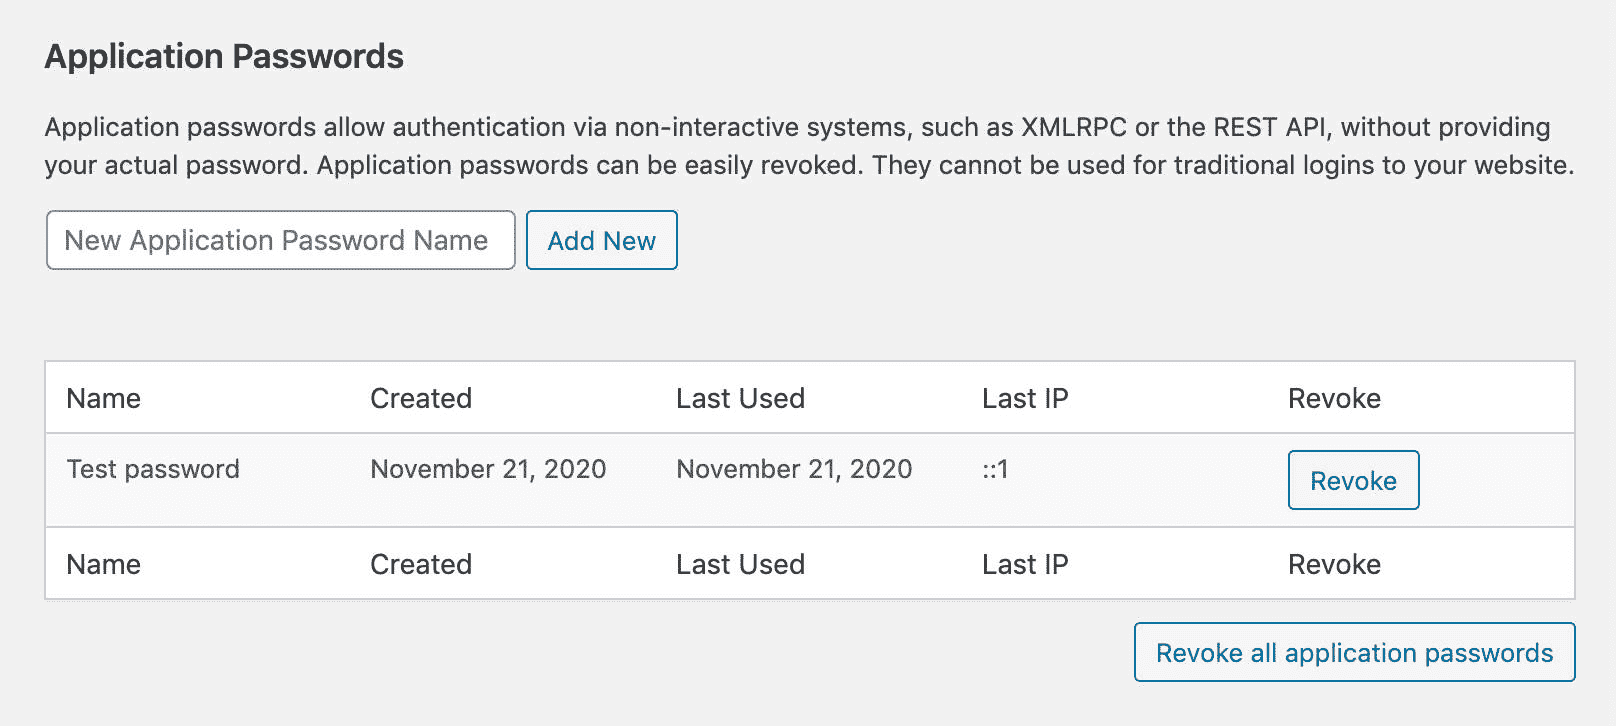 Application Passwords
Application passwords allow authentication via non-interactive systems, such as XMLRPC or the REST API, without providing
your actual password. Application passwords can be easily revoked. They cannot be used for traditional logins to your website.
New Application Password Name Add New
Name Created Last Used Last IP Revoke
Test password November 21, 2020 November 21, 2020 ::1 Revoke
Name Created Last Used Last IP Revoke
Revoke all application passwords